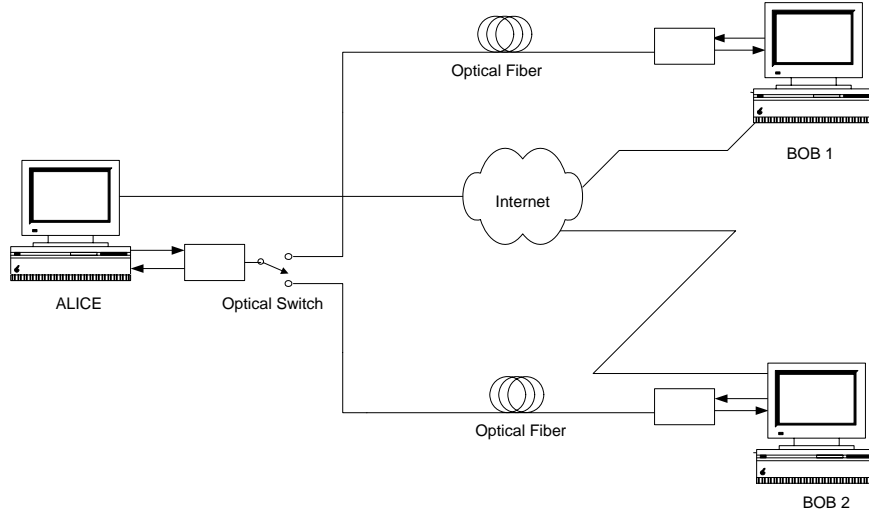 Optical Fiber
BOB 1
Internet
ALICE
Optical Switch
Optical Fiber
BOB 2